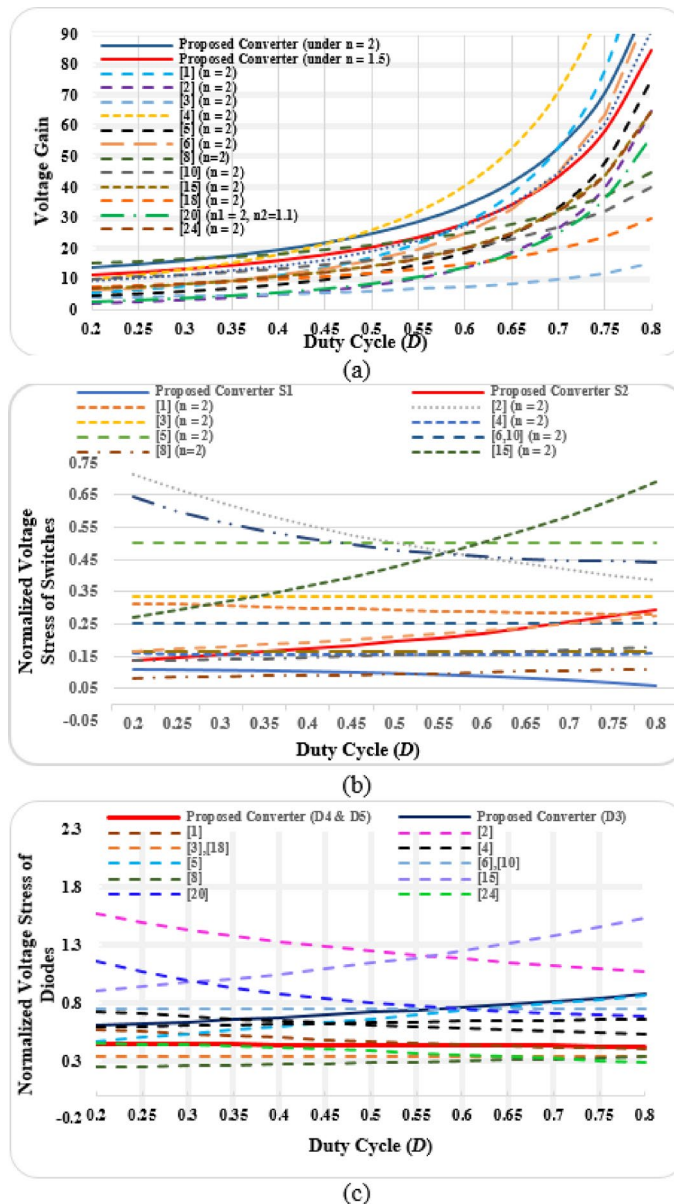 90
80
70
60
50
40
30
20
10
0
Voltage Gain
Proposed Converter (under n = 2)
Proposed Converter (under n = 1.5)
[1] (n = 2)
[2] (n = 2)
[3] (n = 2)
[4] (n = 2)
[5] (n = 2)
[6] (n = 2)
[8] (n=2)
[10] (n = 2)
[15] (n = 2)
[18] (n = 2)
[20] (n1 = 2, n2=1.1)
[24] (n = 2)
0.2 0.25 0.3 0.35 0.4 0.45 0.5 0.55 0.6 0.65 0.7 0.75 0.8
Duty Cycle (D)
(a)
Proposed Converter S1 Proposed Converter S2
[1] (n = 2) [2] (n = 2)
[3] (n = 2) [4] (n = 2)
[5] (n = 2) [6,10] (n = 2)
[8] (n=2) [15] (n = 2)
0.75
0.65
0.55
0.45
0.35
0.25
0.15
0.05
-0.05
Normalized Voltage
Stress of Switches
0.2 0.25 0.3 0.35 0.4 0.45 0.5 0.55 0.6 0.65 0.7 0.75 0.8
Duty Cycle (D)
(b)
Proposed Converter (D4 & D5) Proposed Converter (D3)
[1] [2]
[3],[18] [4]
[5] [6],[10]
[8] [15]
[20] [24]
2.3
1.8
1.3
0.8
0.3
-0.2
Normalized Voltage Stress of
Diodes
0.2 0.25 0.3 0.35 0.4 0.45 0.5 0.55 0.6 0.65 0.7 0.75 0.8
Duty Cycle (D)
(c)